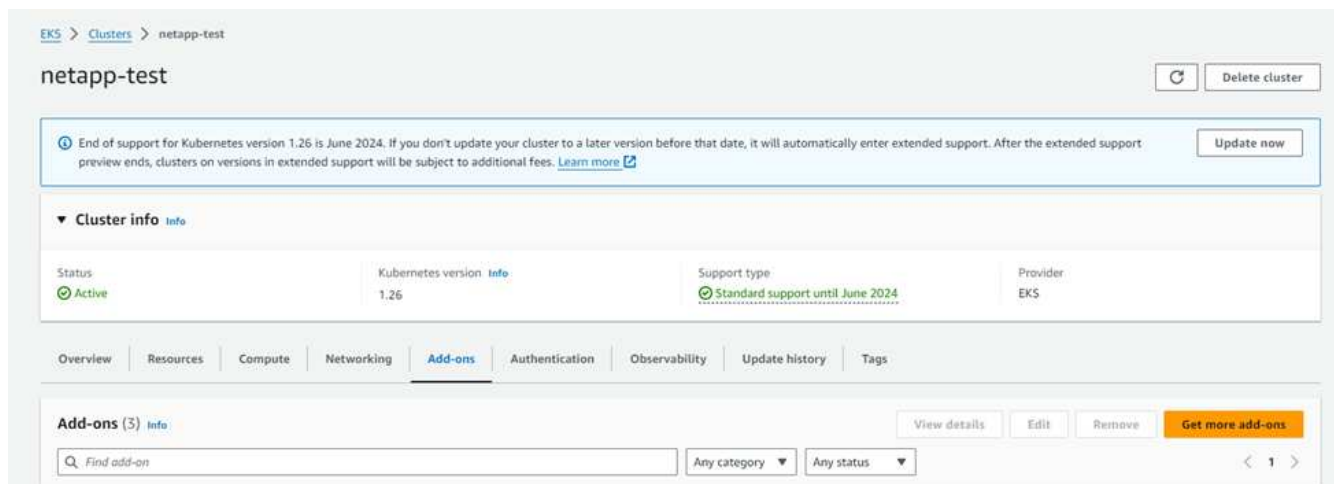 EKS > Clusters > netapp-test
netapp-test
Delete cluster
End of support for Kubernetes version 1.26 is June 2024. If you don't update your cluster to a later version before that date, it will automatically enter extended support. After the extended support
preview ends, clusters on versions in extended support will be subject to additional fees. Learn more
Update now
Cluster info Info
Status
Kubernetes version Info
Support type
Provider
Active
1.26
Standard support until June 2024
EKS
Overview
Resources
Compute
Networking
Add-ons
Authentication
Observability
Update history
Tags
Add-ons (3) Info
View details
Edit
Remove
Get more add-ons
Find add-on
Any category
Any status
< 1 >